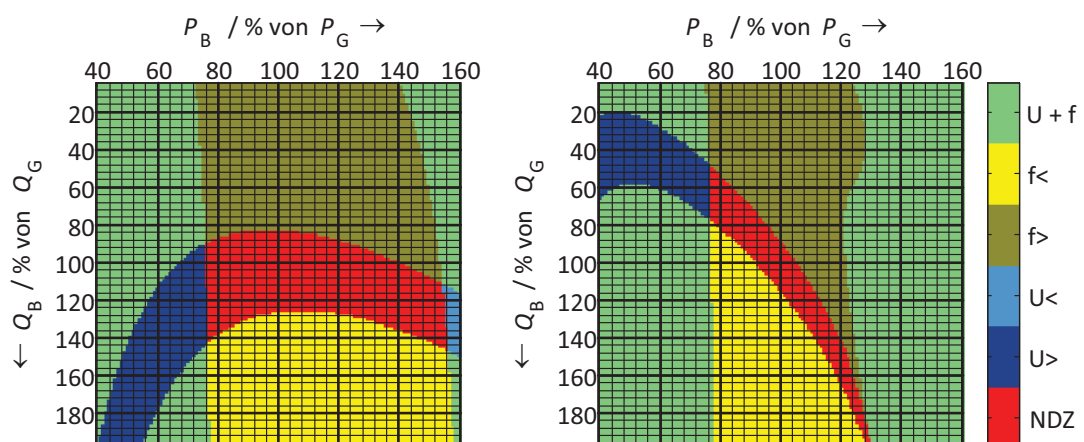 P_B / % von P_G →
40 60 80 100 120 140 160
20
40
60
80
100
120
140
160
180
← Q_B / % von Q_G
P_B / % von P_G →
40 60 80 100 120 140 160
20
40
60
80
100
120
140
160
180
← Q_B / % von Q_G
U + f
f<
f>
U<
U>
NDZ